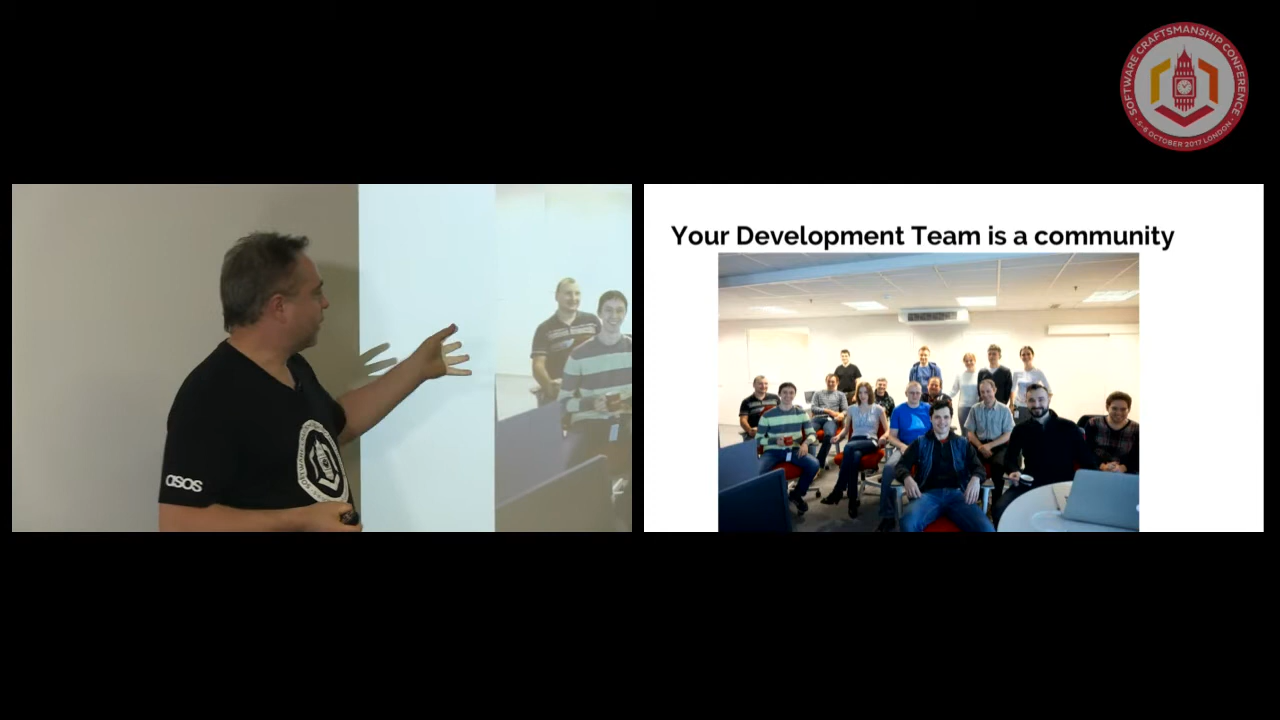 SOFTWARE CRAFTSMANSHIP CONFERENCE
• 5-6 OCTOBER 2017 LONDON •
Your Development Team is a community
asos